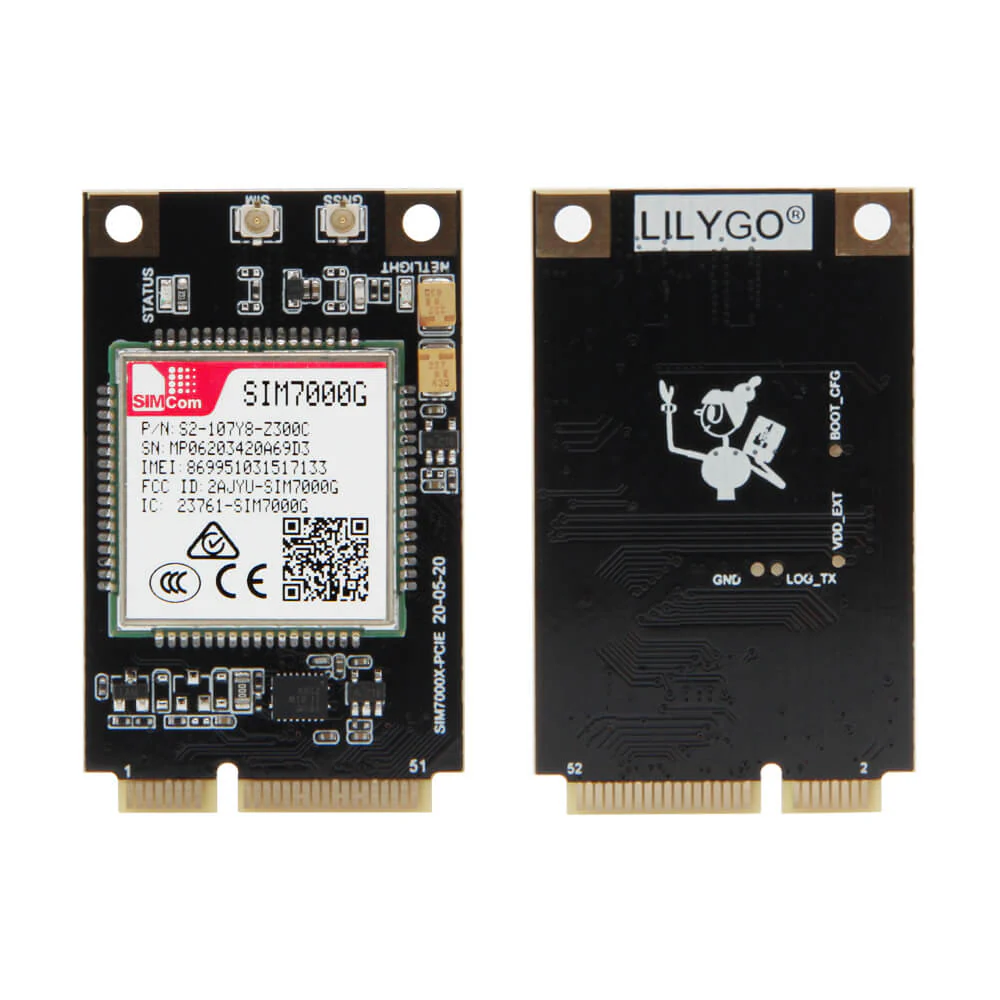 SIM
GNSS
STATUS
NETLIGHT
SIMCom
SIM7000G
P/N: S2-107Y8-Z300C
SN: MP06203420A69D3
IMEI: 869951031517133
FCC ID: 2AJYU-SIM7000G
IC: 23761-SIM7000G
CCC
CE
SIM7000X-PCIE 20-05-20
1
51
LILYGO®
BOOT_CFG
VDD_EXT
GND
LOG_TX
52
2